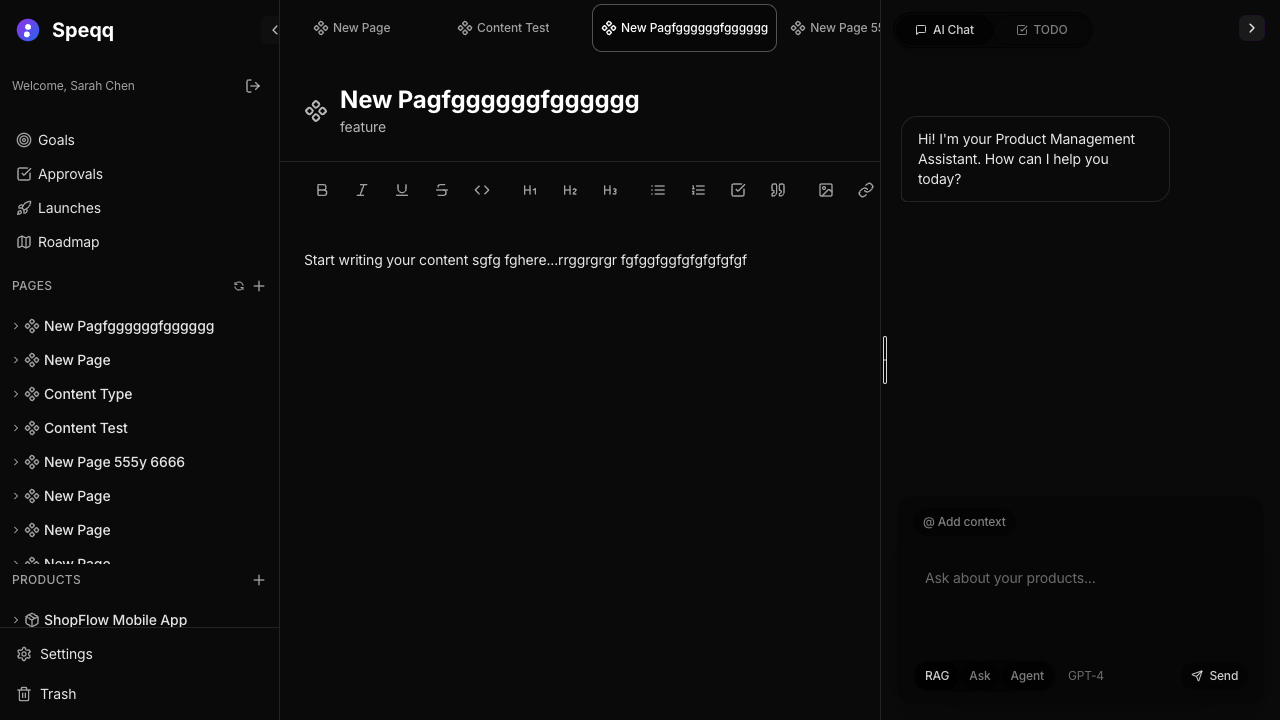 Speqq
Welcome, Sarah Chen
Goals
Approvals
Launches
Roadmap
PAGES
New Pagfggggggfgggggg
New Page
Content Type
Content Test
New Page 555y 6666
New Page
New Page
New Page
PRODUCTS
ShopFlow Mobile App
Settings
Trash
New Page
Content Test
New Pagfggggggfgggggg
New Page 55
New Pagfggggggfgggggg
feature
B I U S <> H1 H2 H3
Start writing your content sgfg fghere...rrggrgrgr fgfggfggfgfgfgfgfgf
AI Chat
TODO
Hi! I'm your Product Management
Assistant. How can I help you
today?
@ Add context
Ask about your products...
RAG Ask Agent GPT-4 Send